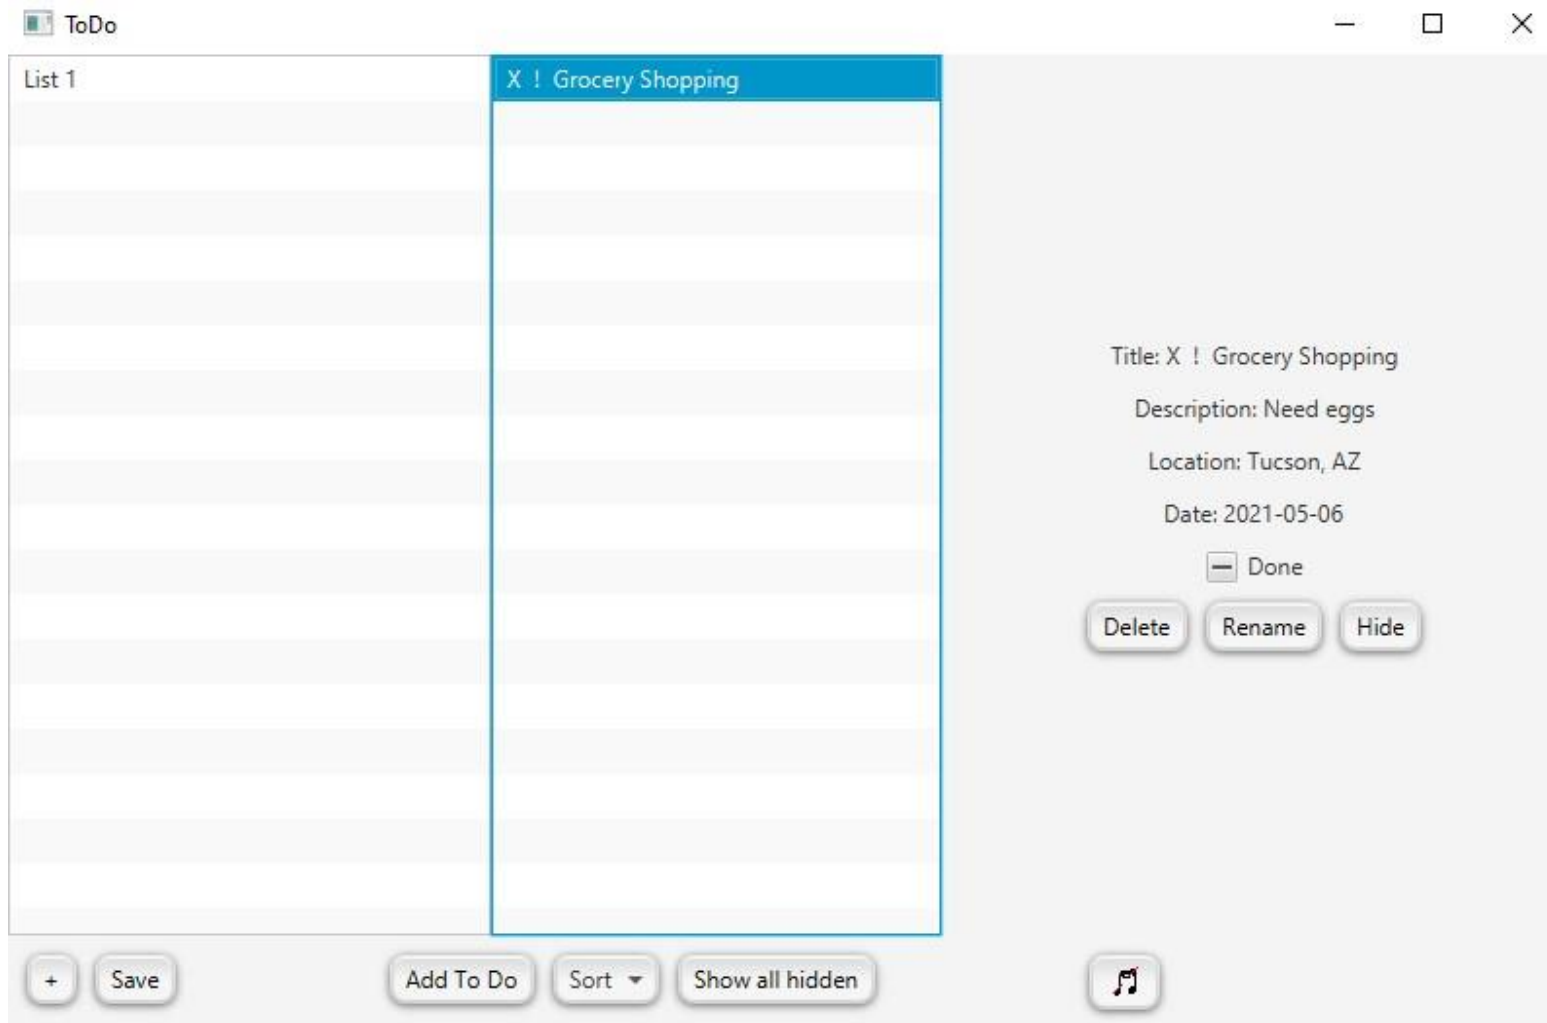 ToDo
List 1
X ! Grocery Shopping
Title: X ! Grocery Shopping
Description: Need eggs
Location: Tucson, AZ
Date: 2021-05-06
Done
Delete Rename Hide
+ Save Add To Do Sort Show all hidden